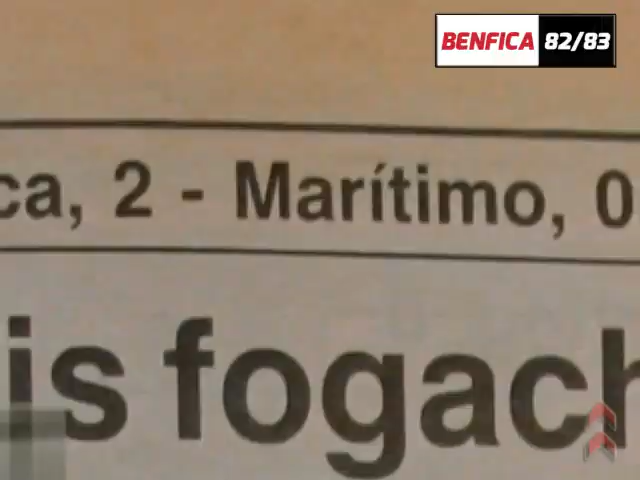 BENFICA 82/83
ca, 2 - Marítimo, 0
is fogach